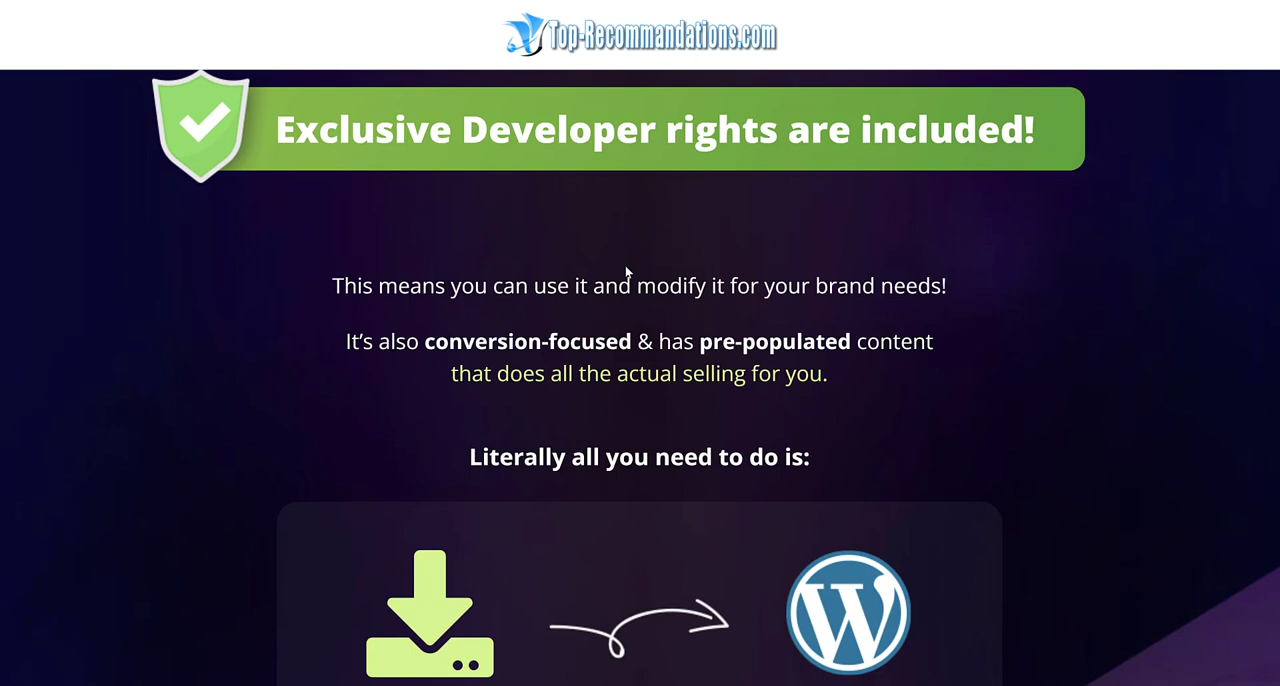 Top-Recommandations.com
Exclusive Developer rights are included!
This means you can use it and modify it for your brand needs!
It’s also conversion-focused & has pre-populated content
that does all the actual selling for you.
Literally all you need to do is: